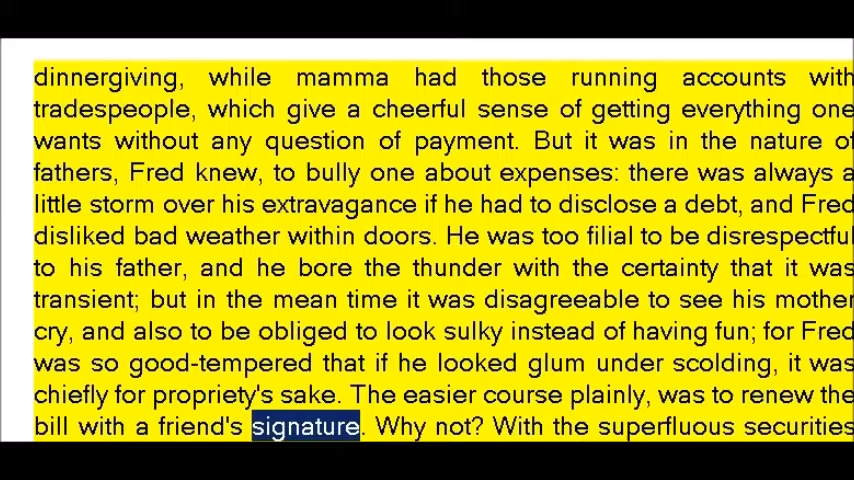 dinnergiving, while mamma had those running accounts with
tradespeople, which give a cheerful sense of getting everything one
wants without any question of payment. But it was in the nature of
fathers, Fred knew, to bully one about expenses: there was always a
little storm over his extravagance if he had to disclose a debt, and Fred
disliked bad weather within doors. He was too filial to be disrespectful
to his father, and he bore the thunder with the certainty that it was
transient; but in the mean time it was disagreeable to see his mother
cry, and also to be obliged to look sulky instead of having fun; for Fred
was so good-tempered that if he looked glum under scolding, it was
chiefly for propriety's sake. The easier course plainly, was to renew the
bill with a friend's signature. Why not? With the superfluous securities